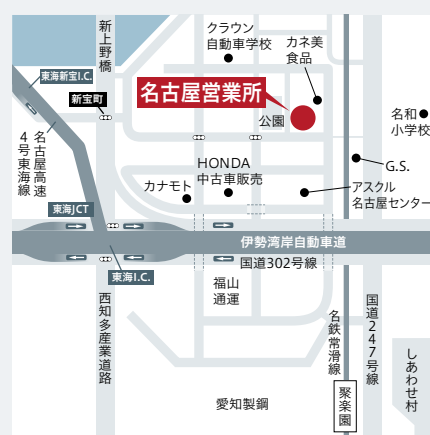 新上野橋
クラウン
自動車学校
カネ美
食品
東海新宝I.C.
新宝町
名古屋営業所
公園
名和
小学校
名古屋高速
4号東海線
HONDA
中古車販売
カナモト
G.S.
アスクル
名古屋センター
東海JCT
伊勢湾岸自動車道
国道302号線
東海I.C.
福山
通運
西知多産業道路
名鉄常滑線
国道247号線
しあわせ村
聚楽園
愛知製鋼